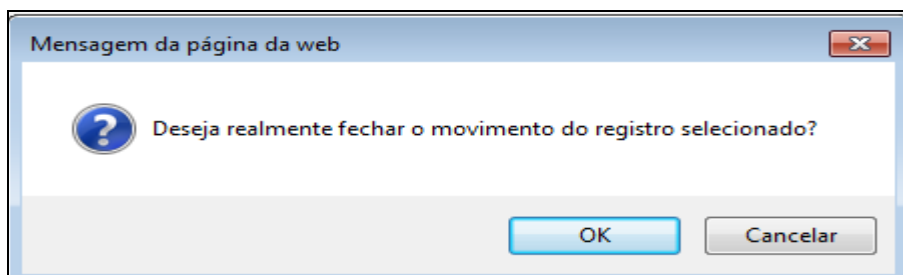 Mensagem da página da web
Deseja realmente fechar o movimento do registro selecionado?
OK
Cancelar